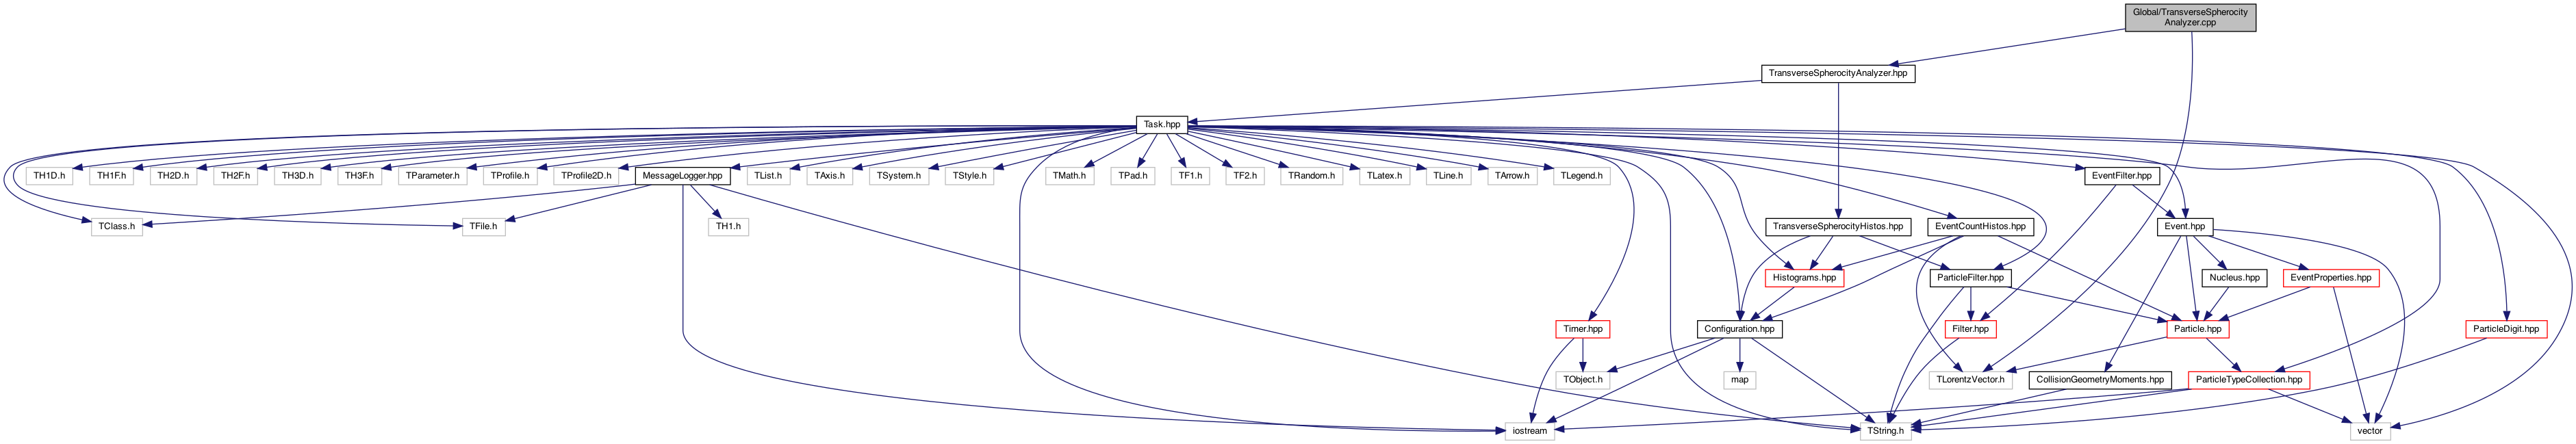 Global/TransverseSpherocity
Analyzer.cpp
TransverseSpherocityAnalyzer.hpp
Task.hpp
TH1D.h
TH1F.h
TH2D.h
TH2F.h
TH3D.h
TH3F.h
TParameter.h
TProfile.h
TProfile2D.h
MessageLogger.hpp
TList.h
TAxis.h
TSystem.h
TStyle.h
TMath.h
TPad.h
TF1.h
TF2.h
TRandom.h
TLatex.h
TLine.h
TArrow.h
TLegend.h
EventFilter.hpp
TClass.h
TFile.h
TH1.h
TransverseSpherocityHistos.hpp
EventCountHistos.hpp
Event.hpp
Histograms.hpp
ParticleFilter.hpp
Nucleus.hpp
EventProperties.hpp
Timer.hpp
Configuration.hpp
Filter.hpp
Particle.hpp
ParticleDigit.hpp
TObject.h
map
TLorentzVector.h
CollisionGeometryMoments.hpp
ParticleTypeCollection.hpp
iostream
TString.h
vector